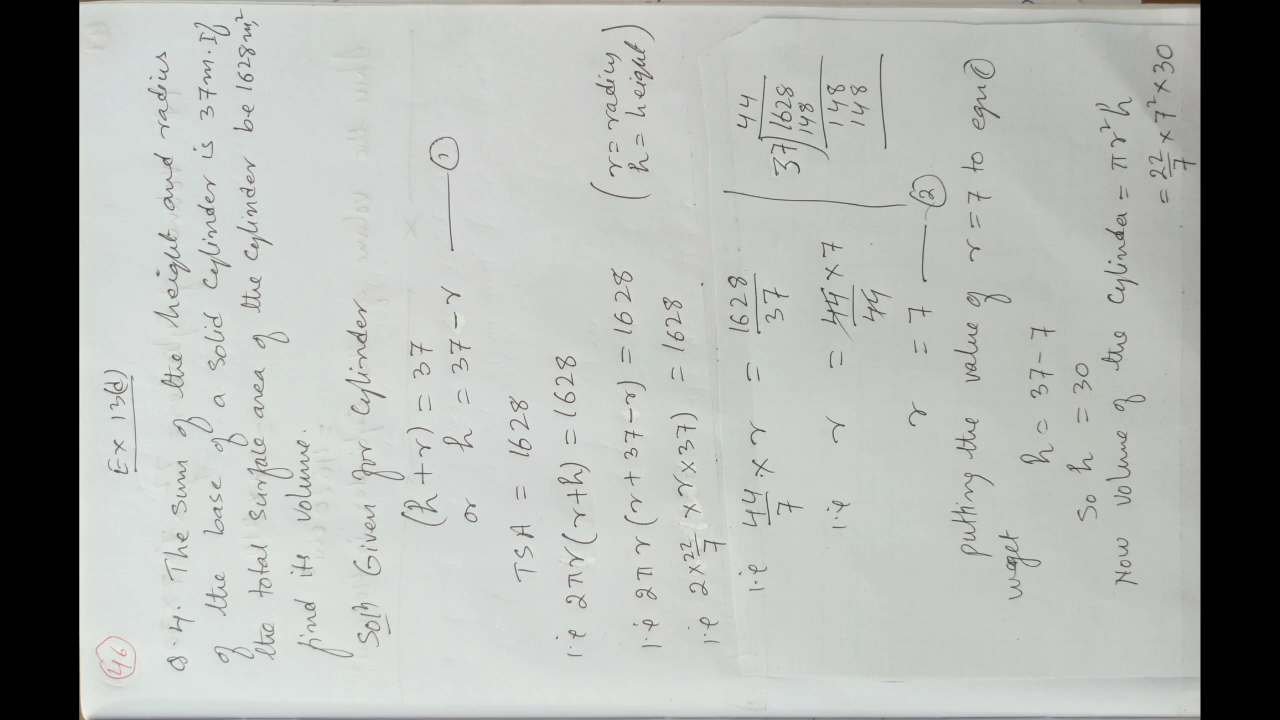 46
Ex 13(d)
Q.4. The sum of the height and radius
of the base of a solid cylinder is 37m. If
the total surface area of the cylinder be 1628m²,
find its volume.
Solⁿ Given for cylinder
(h + r) = 37
or h = 37 - r ——— ①
TSA = 1628
i.e 2πr(r+h) = 1628
(r = radius
h = height)
i.e 2πr (r + 37 - r) = 1628
i.e 2 × 22/7 × r × 37) = 1628
i.e 44/7 × r = 1628/37
i.e r = 44 × 7/44
r = 7 ——— ②
44
37)1628
148
148
148
putting the value of r = 7 to equⁿ ①
weget
h = 37 - 7
So h = 30
Now volume of the cylinder = πr²h
= 22/7 × 7² × 30